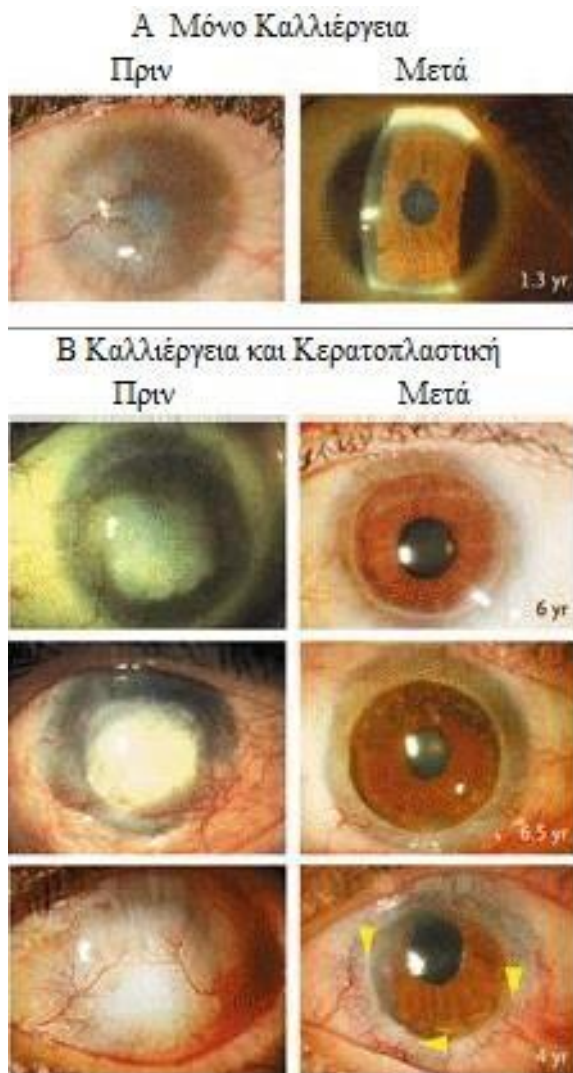 A Μόνο Καλλιέργεια
Πριν Μετά
1.3 yr
B Καλλιέργεια και Κερατοπλαστική
Πριν Μετά
6 yr
6.5 yr
4 yr